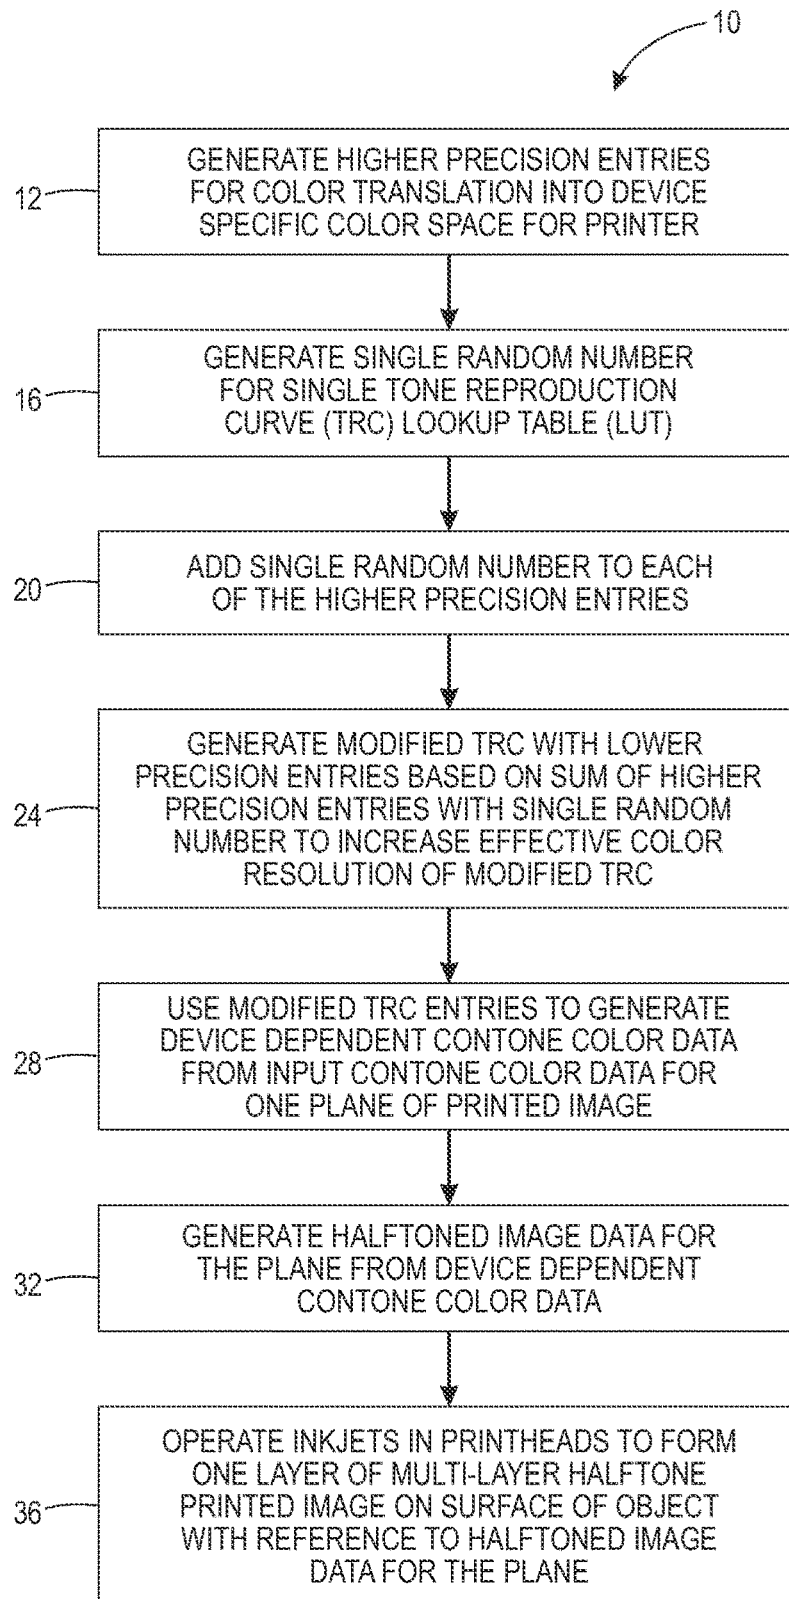 10
12
GENERATE HIGHER PRECISION ENTRIES
FOR COLOR TRANSLATION INTO DEVICE
SPECIFIC COLOR SPACE FOR PRINTER
16
GENERATE SINGLE RANDOM NUMBER
FOR SINGLE TONE REPRODUCTION
CURVE (TRC) LOOKUP TABLE (LUT)
20
ADD SINGLE RANDOM NUMBER TO EACH
OF THE HIGHER PRECISION ENTRIES
24
GENERATE MODIFIED TRC WITH LOWER
PRECISION ENTRIES BASED ON SUM OF HIGHER
PRECISION ENTRIES WITH SINGLE RANDOM
NUMBER TO INCREASE EFFECTIVE COLOR
RESOLUTION OF MODIFIED TRC
28
USE MODIFIED TRC ENTRIES TO GENERATE
DEVICE DEPENDENT CONTONE COLOR DATA
FROM INPUT CONTONE COLOR DATA FOR
ONE PLANE OF PRINTED IMAGE
32
GENERATE HALFTONED IMAGE DATA FOR
THE PLANE FROM DEVICE DEPENDENT
CONTONE COLOR DATA
36
OPERATE INKJETS IN PRINTHEADS TO FORM
ONE LAYER OF MULTI-LAYER HALFTONE
PRINTED IMAGE ON SURFACE OF OBJECT
WITH REFERENCE TO HALFTONED IMAGE
DATA FOR THE PLANE